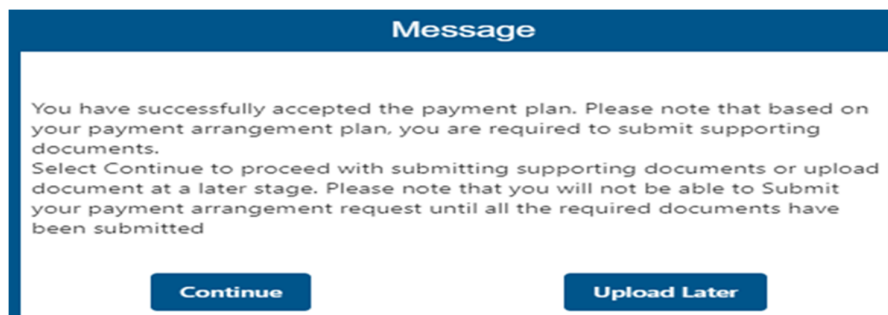 Message
You have successfully accepted the payment plan. Please note that based on
your payment arrangement plan, you are required to submit supporting
documents.
Select Continue to proceed with submitting supporting documents or upload
document at a later stage. Please note that you will not be able to Submit
your payment arrangement request until all the required documents have
been submitted
Continue
Upload Later